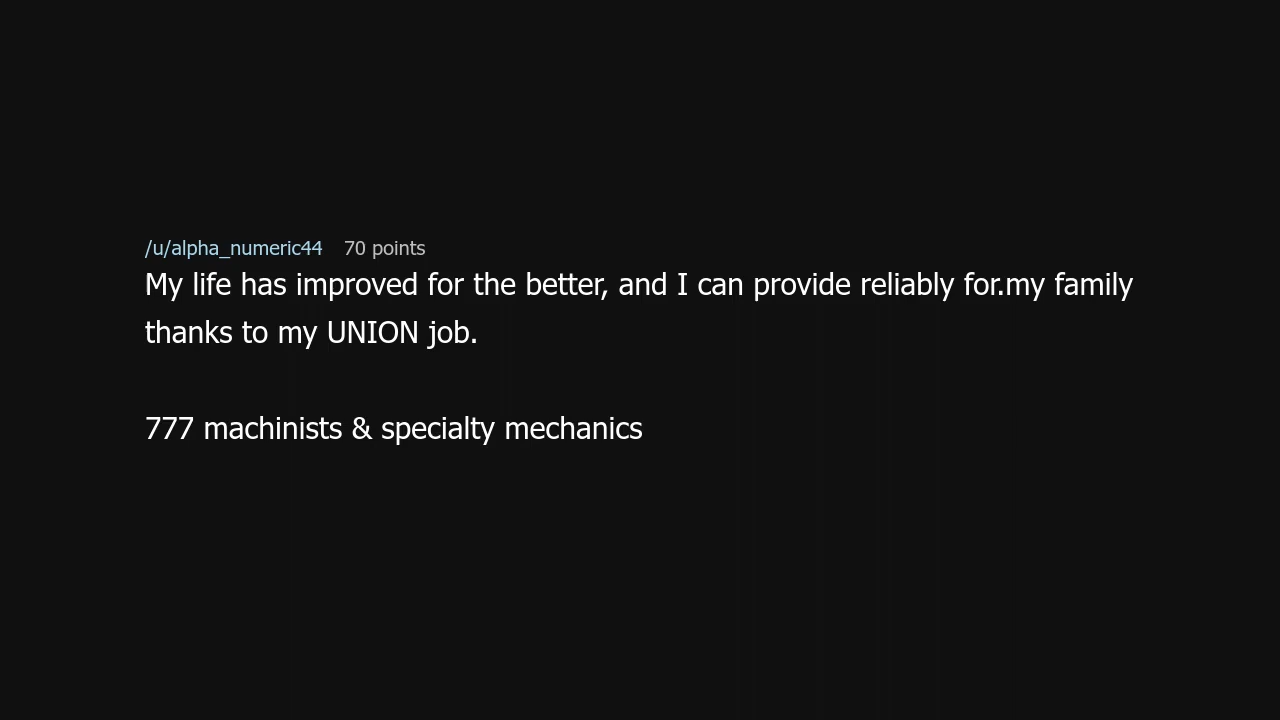 /u/alpha_numeric44 70 points
My life has improved for the better, and I can provide reliably for.my family
thanks to my UNION job.
777 machinists & specialty mechanics